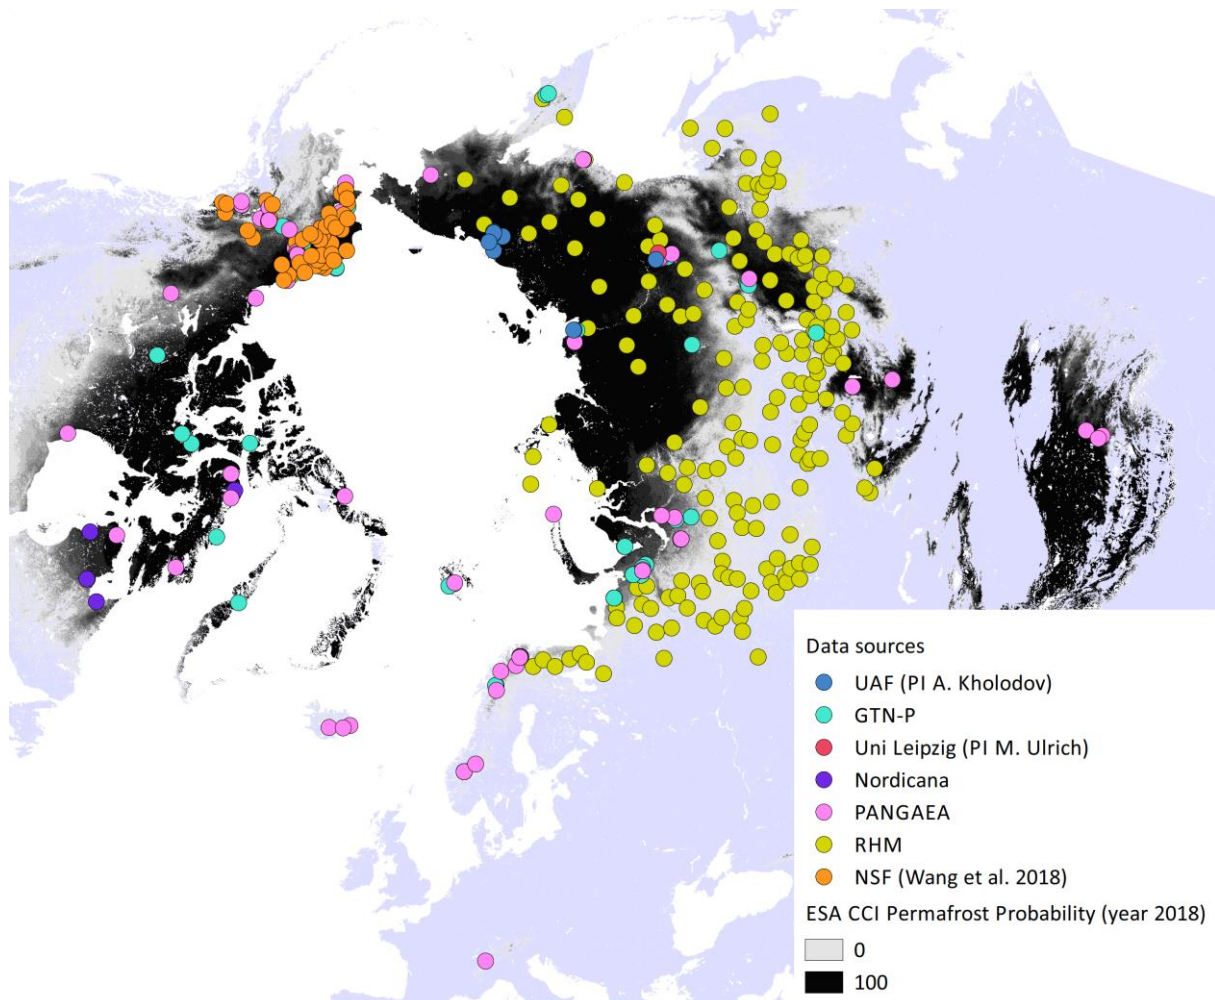 Data sources
UAF (PI A. Kholodov)
GTN-P
Uni Leipzig (PI M. Ulrich)
Nordicana
PANGAEA
RHM
NSF (Wang et al. 2018)
ESA CCI Permafrost Probability (year 2018)
0
100